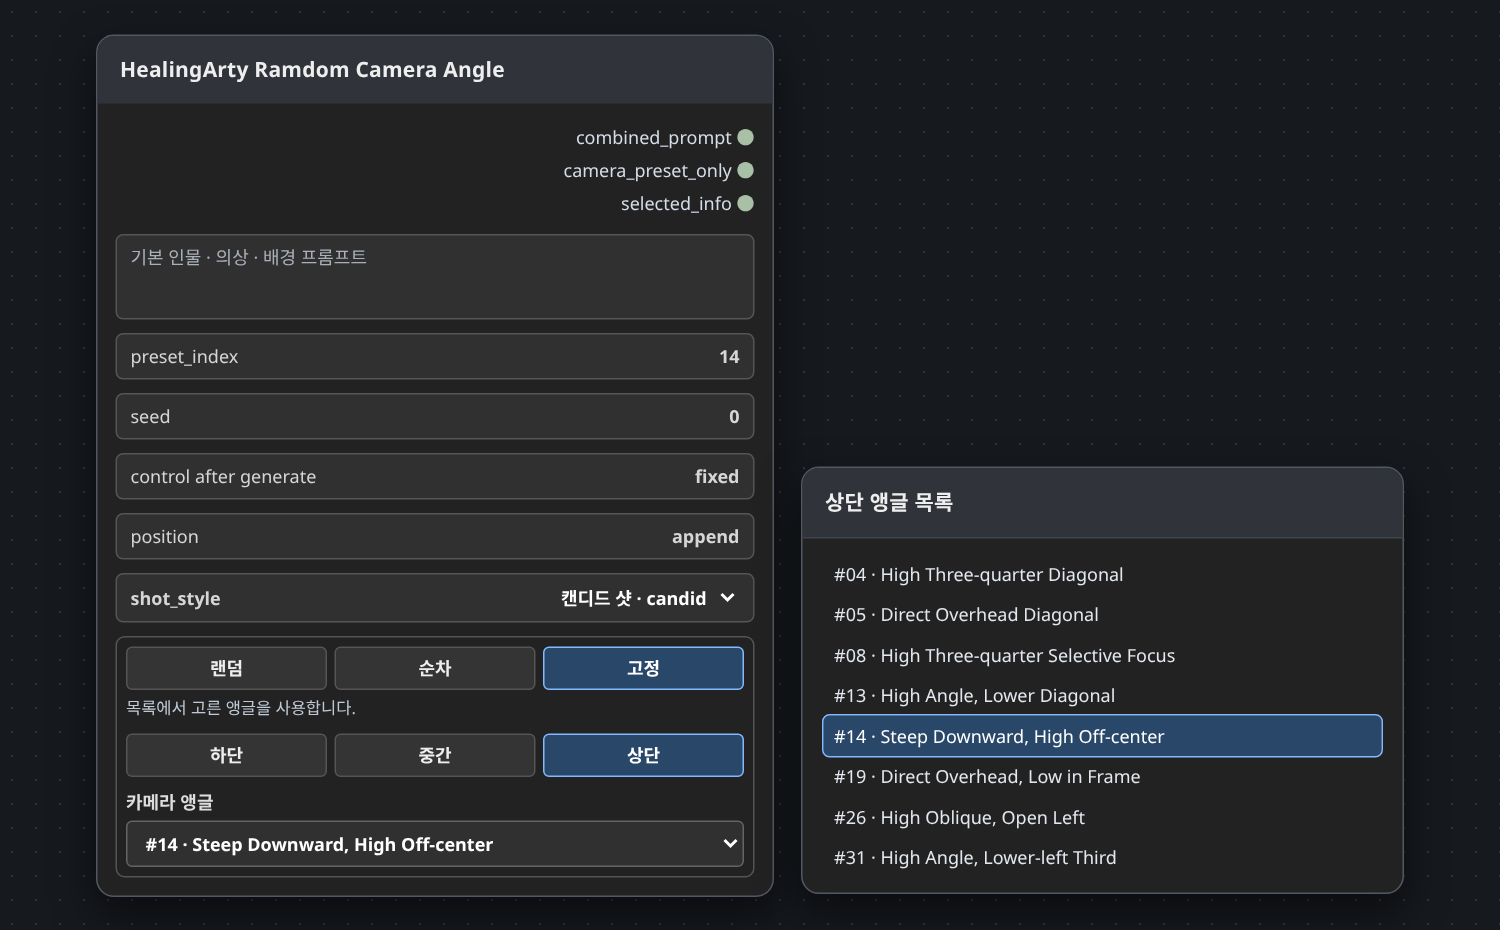 HealingArty Ramdom Camera Angle
combined_prompt
camera_preset_only
selected_info
기본 인물 · 의상 · 배경 프롬프트
preset_index 14
seed 0
control after generate fixed
position append
shot_style 캔디드 샷 · candid
랜덤 순차 고정
목록에서 고른 앵글을 사용합니다.
하단 중간 상단
카메라 앵글
#14 · Steep Downward, High Off-center
상단 앵글 목록
#04 · High Three-quarter Diagonal
#05 · Direct Overhead Diagonal
#08 · High Three-quarter Selective Focus
#13 · High Angle, Lower Diagonal
#14 · Steep Downward, High Off-center
#19 · Direct Overhead, Low in Frame
#26 · High Oblique, Open Left
#31 · High Angle, Lower-left Third